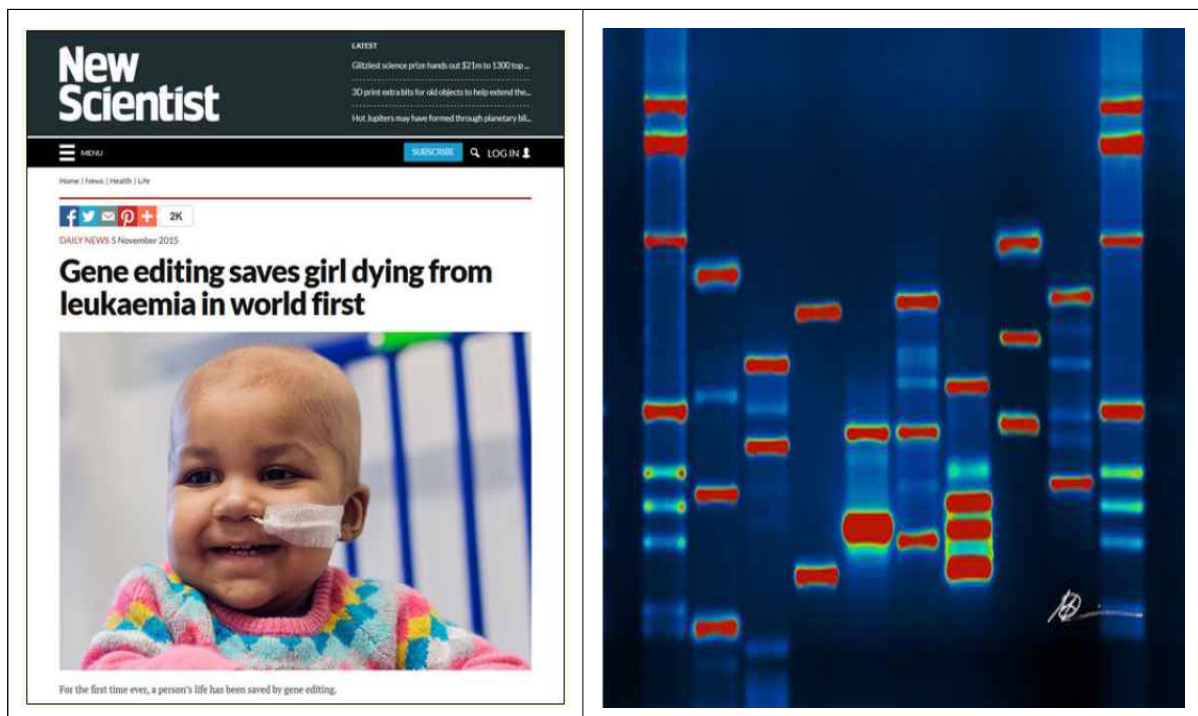 New
Scientist
LATEST
Glitziest science prize hands out $21m to 1300 top ...
3D print extra bits for old objects to help extend the...
Hot Jupiters may have formed through planetary bil...
MENU
SUBSCRIBE
LOG IN
Home | News | Health | Life
2K
DAILY NEWS 5 November 2015
Gene editing saves girl dying from
leukaemia in world first
For the first time ever, a person's life has been saved by gene editing.